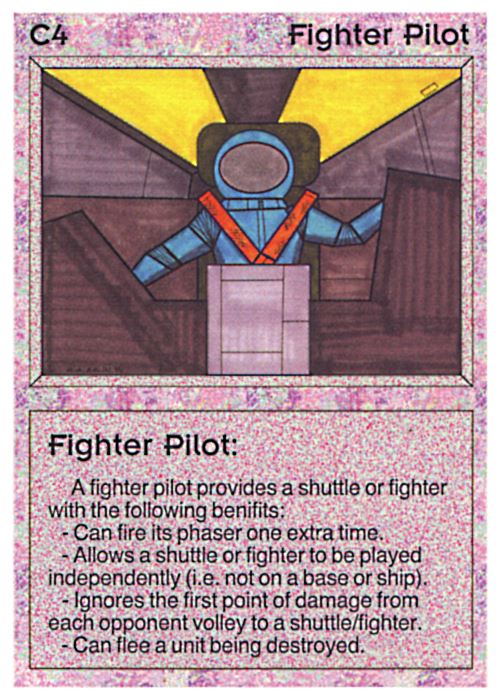 C4 Fighter Pilot
Fighter Pilot:
A fighter pilot provides a shuttle or fighter
with the following benifits:
- Can fire its phaser one extra time.
- Allows a shuttle or fighter to be played
independently (i.e. not on a base or ship).
- Ignores the first point of damage from
each opponent volley to a shuttle/fighter.
- Can flee a unit being destroyed.